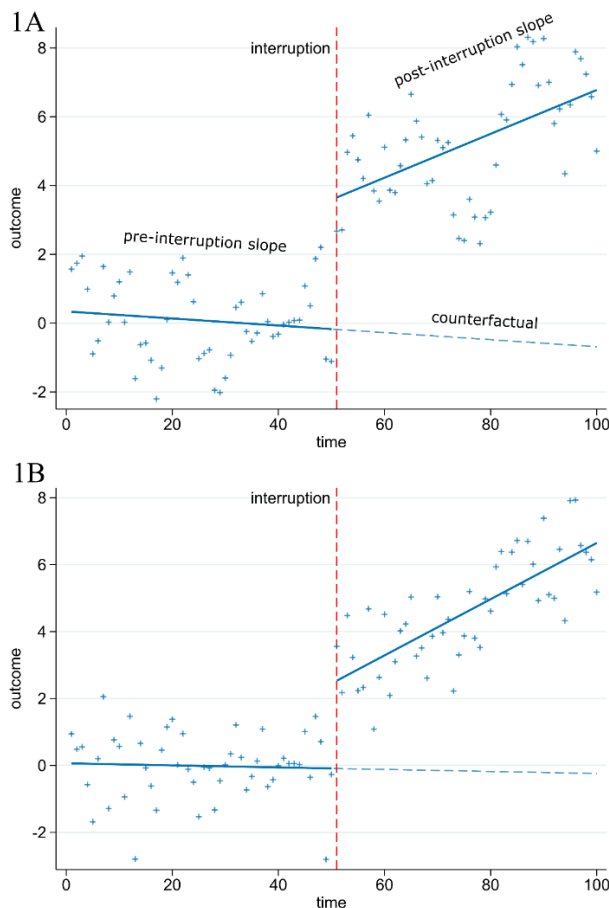 1A
interruption
post-interruption slope
8
6
4
2
0
-2
outcome
pre-interruption slope
counterfactual
0 20 40 60 80 100
time
1B
interruption
8
6
4
2
0
-2
outcome
0 20 40 60 80 100
time